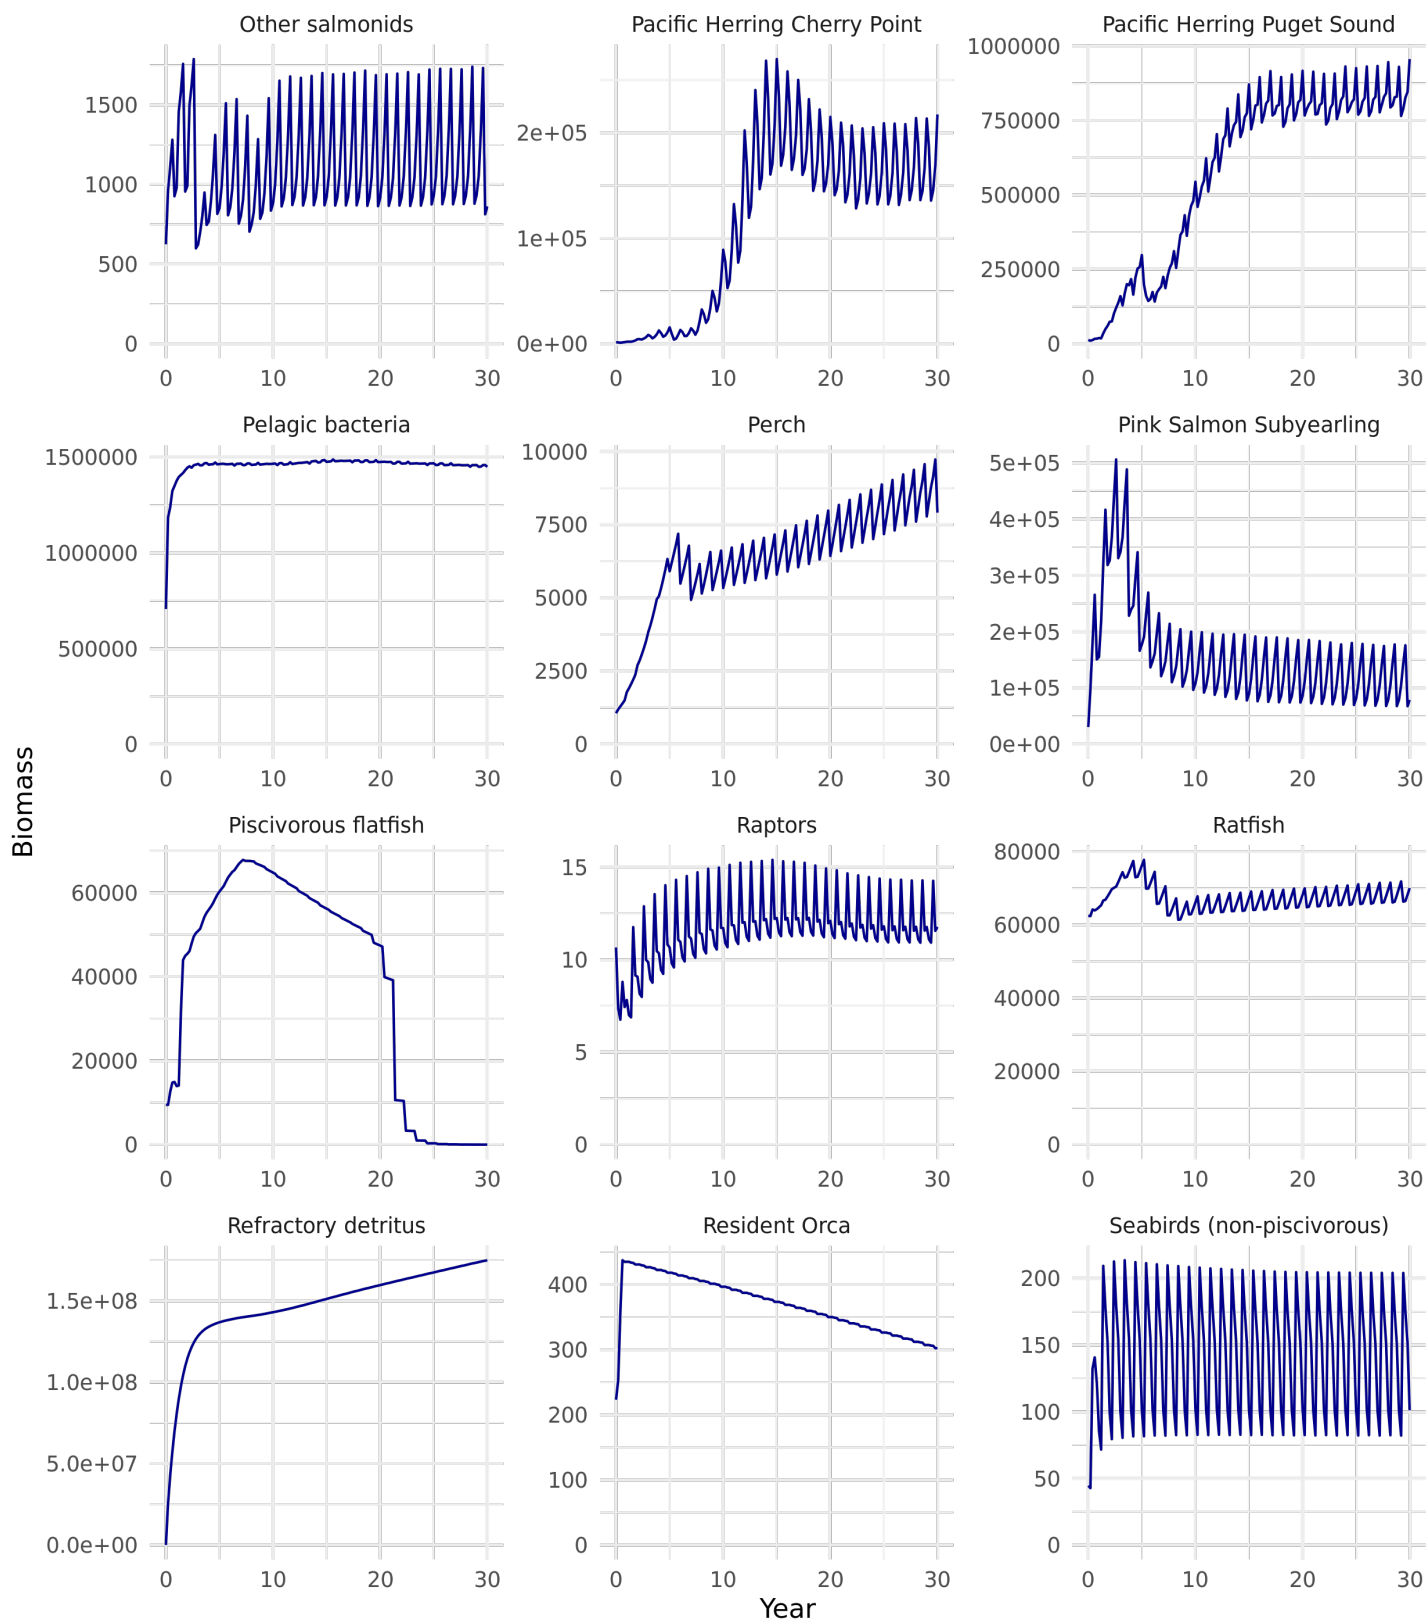 Other salmonids
Pacific Herring Cherry Point
Pacific Herring Puget Sound
1500
1000
500
0
0 10 20 30
2e+05
1e+05
0e+00
0 10 20 30
1000000
750000
500000
250000
0
0 10 20 30
Pelagic bacteria
Perch
Pink Salmon Subyearling
1500000
1000000
500000
0
0 10 20 30
10000
7500
5000
2500
0
0 10 20 30
5e+05
4e+05
3e+05
2e+05
1e+05
0e+00
0 10 20 30
Biomass
Piscivorous flatfish
Raptors
Ratfish
60000
40000
20000
0
0 10 20 30
15
10
5
0
0 10 20 30
80000
60000
40000
20000
0
0 10 20 30
Refractory detritus
Resident Orca
Seabirds (non-piscivorous)
1.5e+08
1.0e+08
5.0e+07
0.0e+00
0 10 20 30
400
300
200
100
0
0 10 20 30
200
150
100
50
0
0 10 20 30
Year